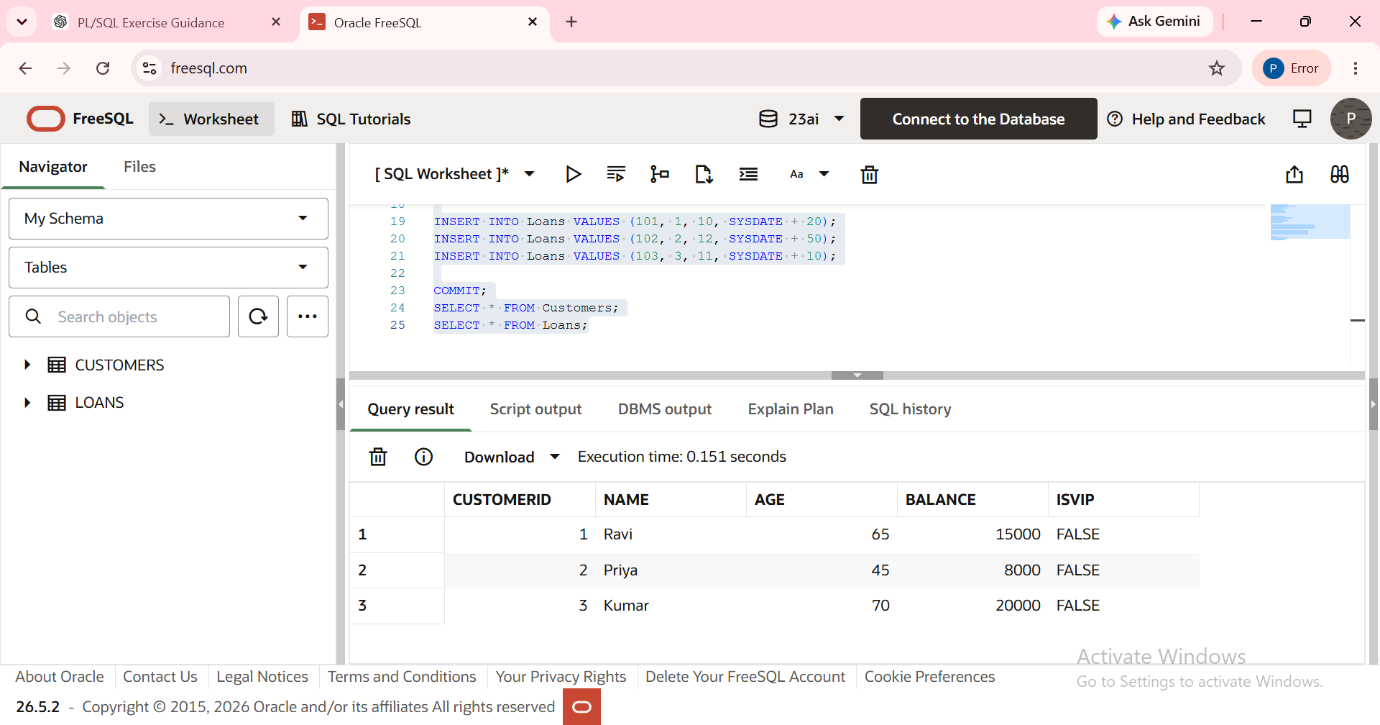 PL/SQL Exercise Guidance
Oracle FreeSQL
Ask Gemini
freesql.com
P Error
FreeSQL
>_ Worksheet
SQL Tutorials
23ai
Connect to the Database
Help and Feedback
P
Navigator
Files
[ SQL Worksheet ]*
Aa
My Schema
Tables
Search objects
CUSTOMERS
LOANS
19 INSERT INTO Loans VALUES (101, 1, 10, SYSDATE + 20);
20 INSERT INTO Loans VALUES (102, 2, 12, SYSDATE + 50);
21 INSERT INTO Loans VALUES (103, 3, 11, SYSDATE + 10);
22
23 COMMIT;
24 SELECT * FROM Customers;
25 SELECT * FROM Loans;
Query result Script output DBMS output Explain Plan SQL history
Download Execution time: 0.151 seconds
CUSTOMERID NAME AGE BALANCE ISVIP
1 1 Ravi 65 15000 FALSE
2 2 Priya 45 8000 FALSE
3 3 Kumar 70 20000 FALSE
Activate Windows
Go to Settings to activate Windows.
About Oracle Contact Us Legal Notices Terms and Conditions Your Privacy Rights Delete Your FreeSQL Account Cookie Preferences
26.5.2 - Copyright © 2015, 2026 Oracle and/or its affiliates All rights reserved